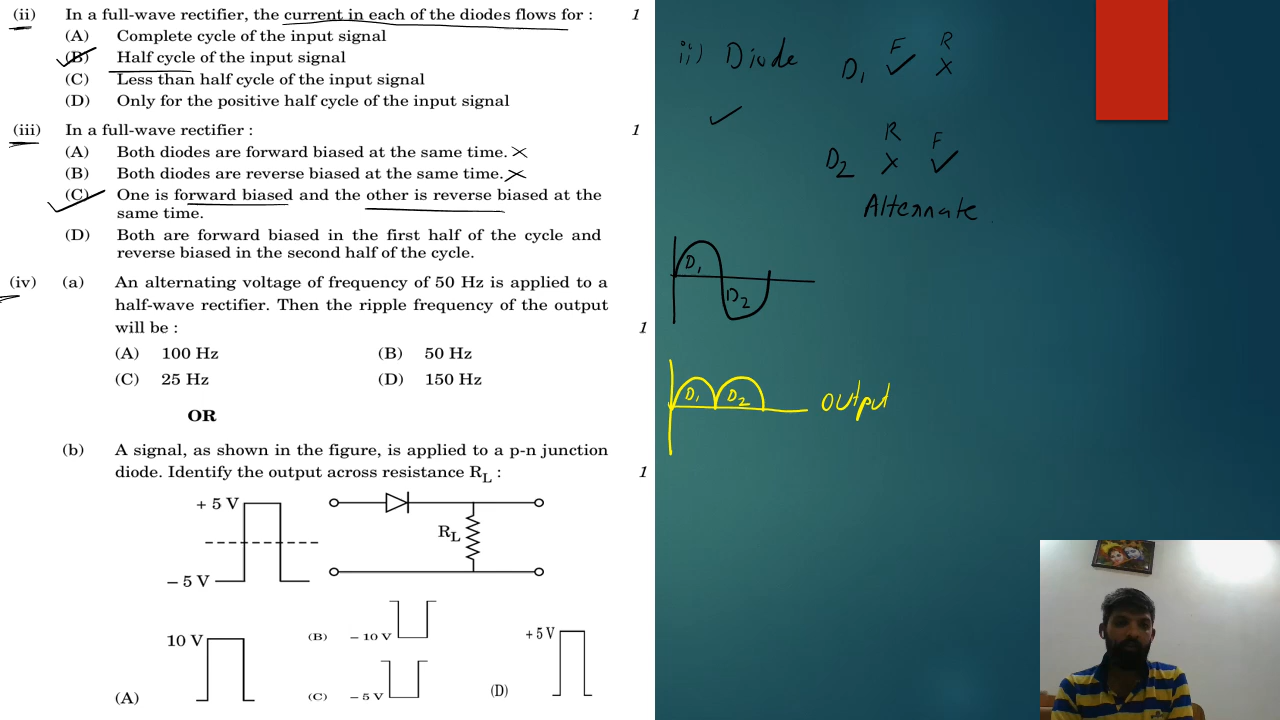 (ii) In a full-wave rectifier, the current in each of the diodes flows for : 1
(A) Complete cycle of the input signal
(B) Half cycle of the input signal
(C) Less than half cycle of the input signal
(D) Only for the positive half cycle of the input signal
(iii) In a full-wave rectifier : 1
(A) Both diodes are forward biased at the same time.
(B) Both diodes are reverse biased at the same time.
(C) One is forward biased and the other is reverse biased at the
same time.
(D) Both are forward biased in the first half of the cycle and
reverse biased in the second half of the cycle.
(iv) (a) An alternating voltage of frequency of 50 Hz is applied to a
half-wave rectifier. Then the ripple frequency of the output
will be : 1
(A) 100 Hz (B) 50 Hz
(C) 25 Hz (D) 150 Hz
OR
(b) A signal, as shown in the figure, is applied to a p-n junction
diode. Identify the output across resistance RL : 1
+ 5 V
RL
– 5 V
10 V
(A)
(B) – 10 V
(C) – 5 V
+5 V
(D)
ii) Diode
F R
D1 ✓ ×
✓
R F
D2 × ✓
Alternate
D1
D2
D1 D2 output